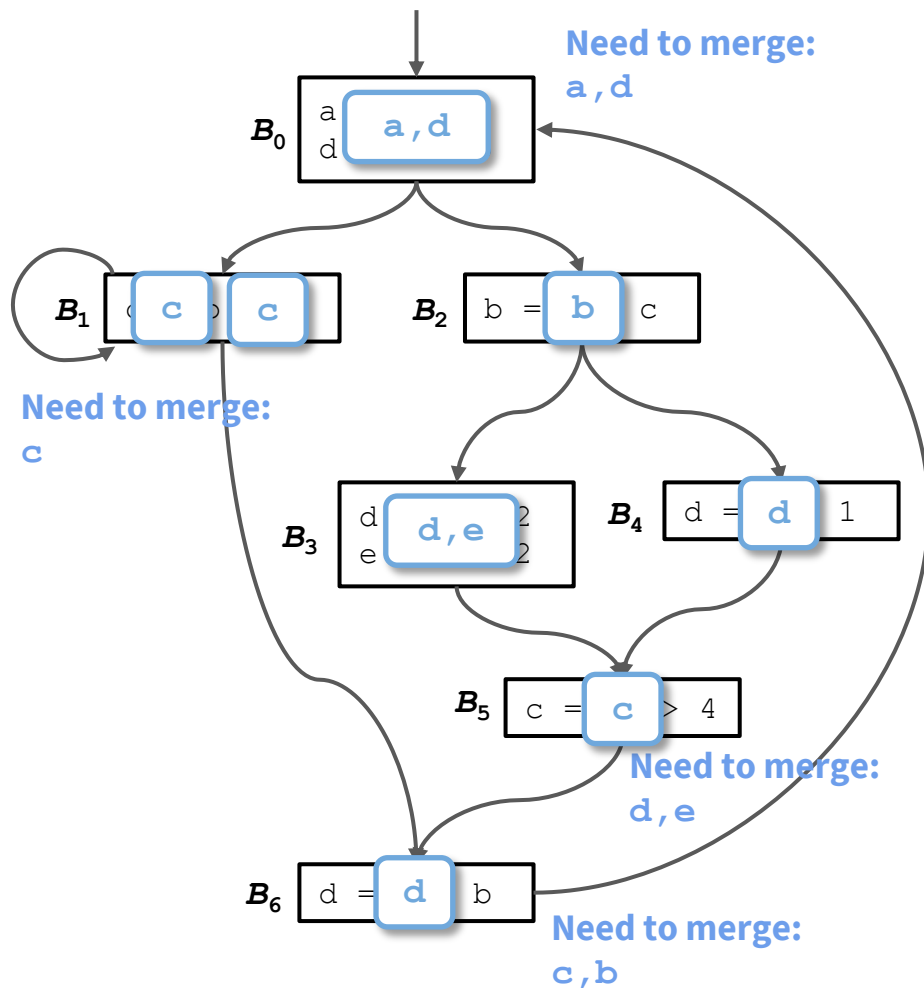 Need to merge:
a,d
B0
a
d
a,d
B1
c
c
B2
b = b c
Need to merge:
c
B3
d 2
e 2
d,e
B4
d = d 1
B5
c = c > 4
Need to merge:
d,e
B6
d = d b
Need to merge:
c,b